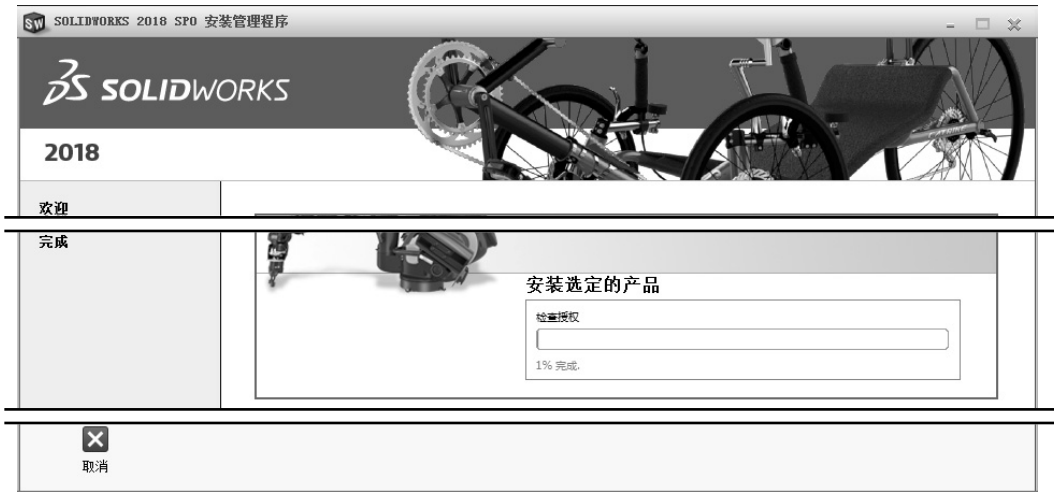 SOLIDWORKS 2018 SP0 安装管理程序
SOLIDWORKS
2018
欢迎
完成
安装选定的产品
检查授权
1% 完成.
取消